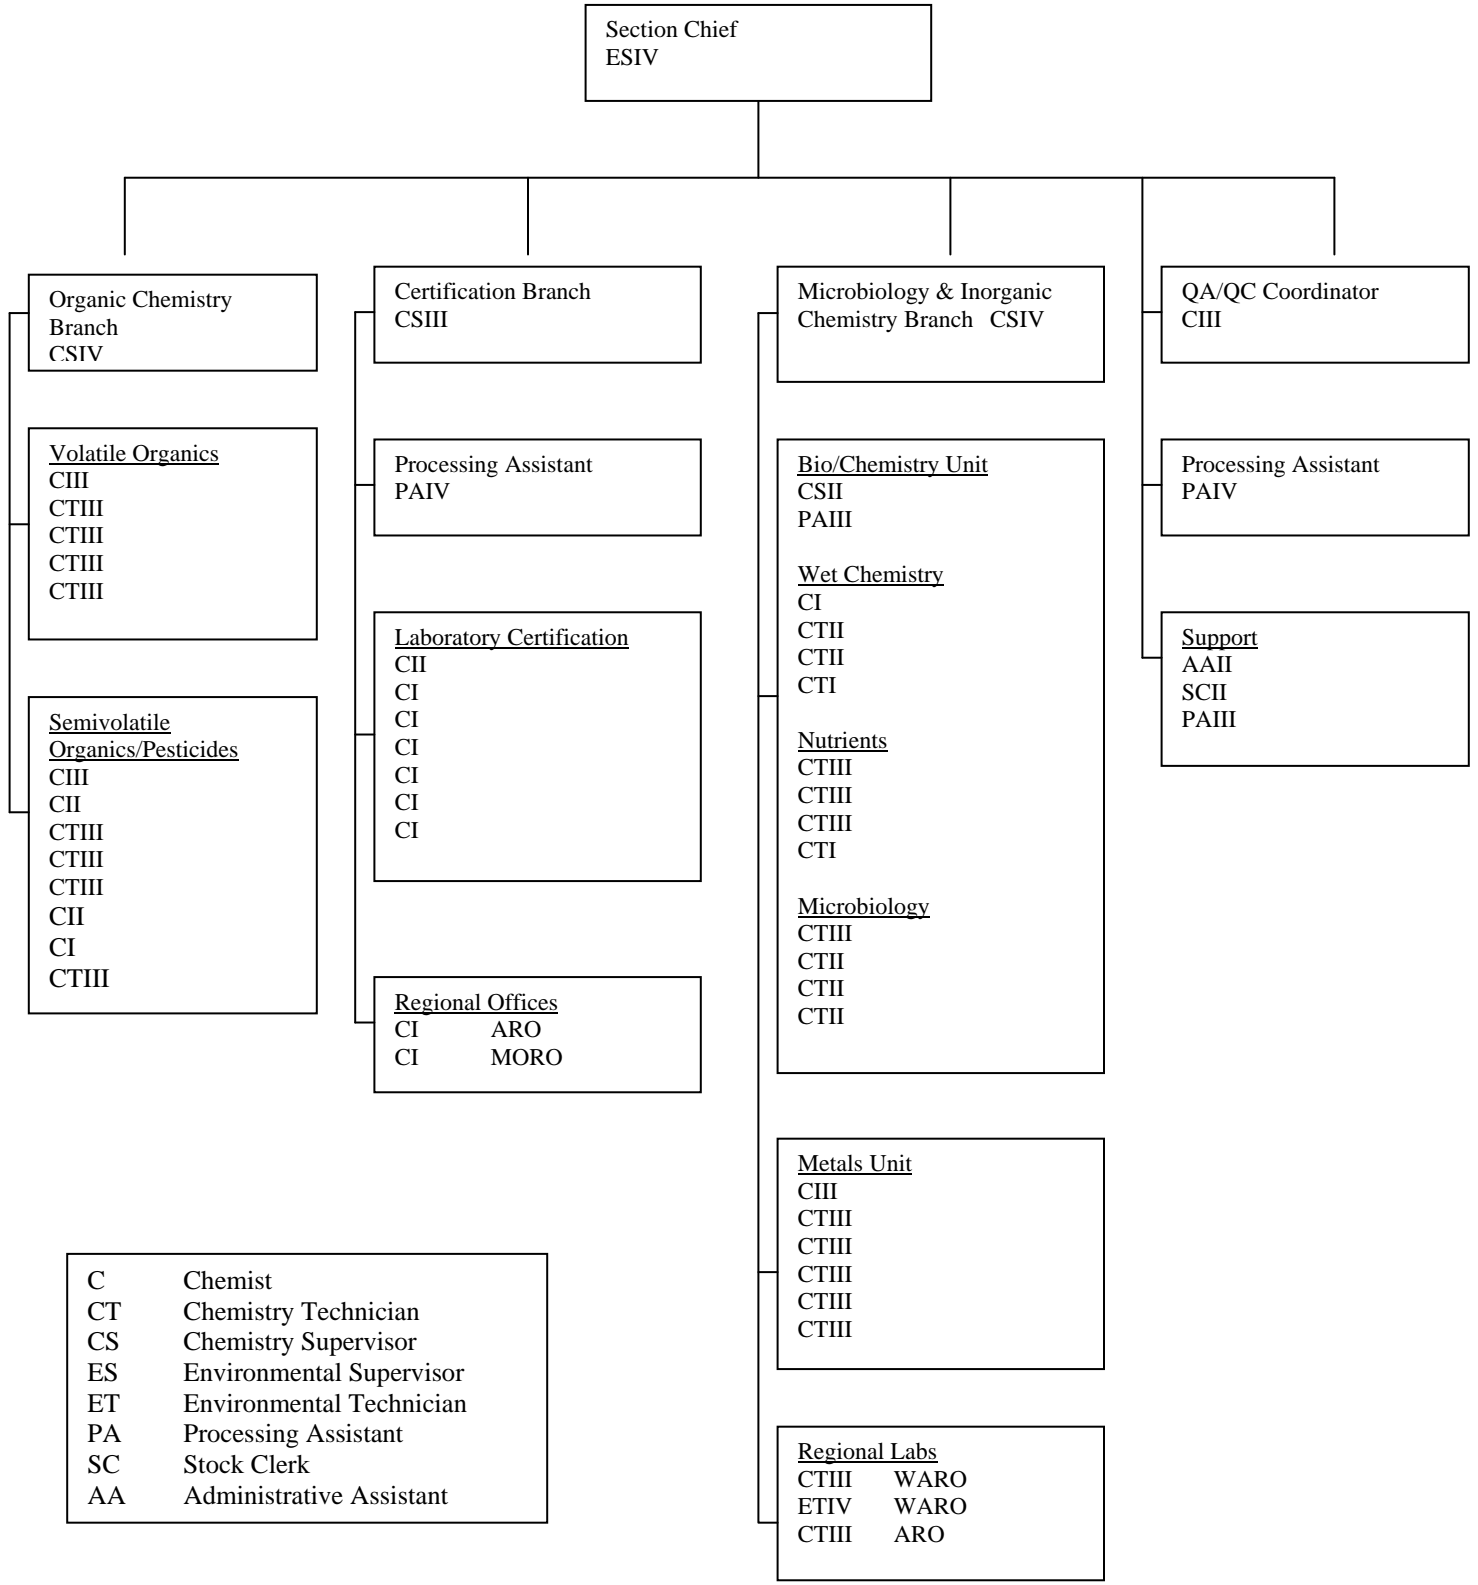 Section Chief
ESIV
Organic Chemistry
Branch
CSIV
Volatile Organics
CIII
CTIII
CTIII
CTIII
CTIII
Semivolatile
Organics/Pesticides
CIII
CII
CTIII
CTIII
CTIII
CII
CI
CTIII
Certification Branch
CSIII
Processing Assistant
PAIV
Laboratory Certification
CII
CI
CI
CI
CI
CI
CI
Regional Offices
CI ARO
CI MORO
Microbiology & Inorganic
Chemistry Branch CSIV
Bio/Chemistry Unit
CSII
PAIII
Wet Chemistry
CI
CTII
CTII
CTI
Nutrients
CTIII
CTIII
CTIII
CTI
Microbiology
CTIII
CTII
CTII
CTII
Metals Unit
CIII
CTIII
CTIII
CTIII
CTIII
CTIII
Regional Labs
CTIII WARO
ETIV WARO
CTIII ARO
QA/QC Coordinator
CIII
Processing Assistant
PAIV
Support
AAII
SCII
PAIII
C Chemist
CT Chemistry Technician
CS Chemistry Supervisor
ES Environmental Supervisor
ET Environmental Technician
PA Processing Assistant
SC Stock Clerk
AA Administrative Assistant